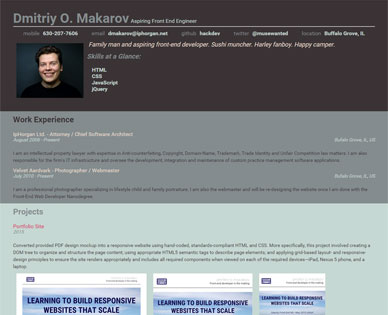 Dmitriy O. Makarov Aspiring Front End Engineer
mobile 630-207-7606 email dmakarov@iphorgan.net github hackdev twitter @musewanted location Buffalo Grove, IL
Family man and aspiring front-end developer. Sushi muncher. Harley fanboy. Happy camper.
Skills at a Glance:
HTML
CSS
JavaScript
jQuery
Work Experience
IpHorgan Ltd. - Attorney / Chief Software Architect
August 2006 - Present Bufalo Grove, IL, US
I am an intellectual property lawyer with expertise in Anti-counterfeiting, Copyright, Domain-Name, Trademark, Trade Identity and Unfair Competition law matters. I am also
responsible for the firm's IT infrastructure and oversee the development, integration and maintenance of custom practice management software applications.
Velvet Aardvark - Photographer / Webmaster
July 2010 - Present Bufalo Grove, IL, US
I am a professional photographer specializing in lifestyle child and family portraiture. I am also the webmaster and will be re-designing the website once I am done with the
Front End Web Developer Nanodegree.
Projects
Portfolio Site
2015
Converted provided PDF design mockup into a responsive website using hand-coded, standards-compliant HTML and CSS. More specifically, this project involved creating a
DOM tree to organize and structure the page content, using appropriate HTML5 semantic tags to describe page elements, and applying grid-based layout- and responsive
design principles to ensure the site renders appropriately and includes all required components when viewed on each of the required devices—iPad, Nexus 5 phone, and a
laptop.
LEARNING TO BUILD RESPONSIVE
WEBSITES THAT SCALE
LEARNING TO BUILD RESPONSIVE
WEBSITES THAT SCALE
LEARNING TO BUILD RESPONSIVE
WEBSITES THAT SCALE